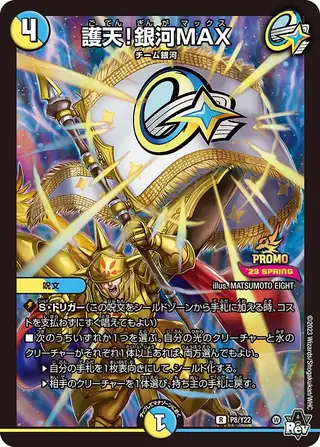 4
ごてん ぎんが マックス
護天!銀河MAX
チーム銀河
PROMO
'23 SPRING
illus. MATSUMOTO EIGHT
呪文
S・トリガー(この呪文をシールドゾーンから手札に加える時、コス
トを支払わずにすぐ唱えてもよい)
■次のうちいずれか1つを選ぶ。自分の光のクリーチャーと水の
クリーチャーがそれぞれ1体以上あれば、両方選んでもよい。
▶自分の手札を1枚表向きにして、シールド化する。
▶相手のクリーチャーを1体選び、持ち主の手札に戻す。
©2023 Wizards/Shogakukan/WHC
R P8/Y22
1
Rev